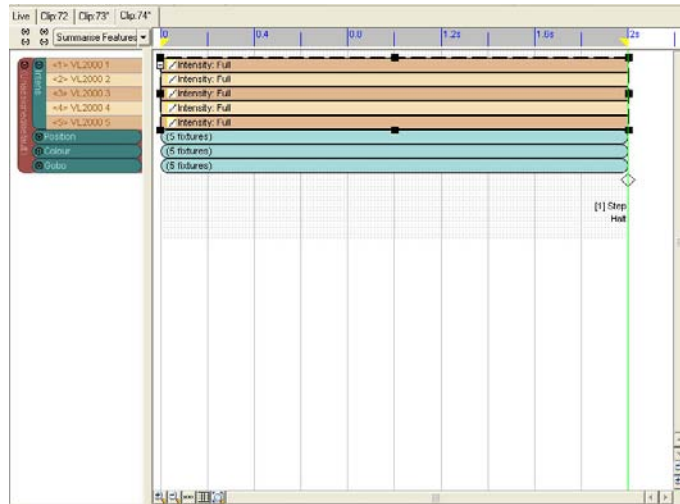 Live Clip:72 Clip:73* Clip:74*
Summarise Features
0 0.4 0.8 1.2s 1.6s 2s
<1> VL2000 1 Intensity: Full
<2> VL2000 2 Intensity: Full
<3> VL2000 3 Intensity: Full
<4> VL2000 4 Intensity: Full
<5> VL2000 5 Intensity: Full
Intens
Position (5 fixtures)
Colour (5 fixtures)
Gobo (5 fixtures)
[1] Step
Halt